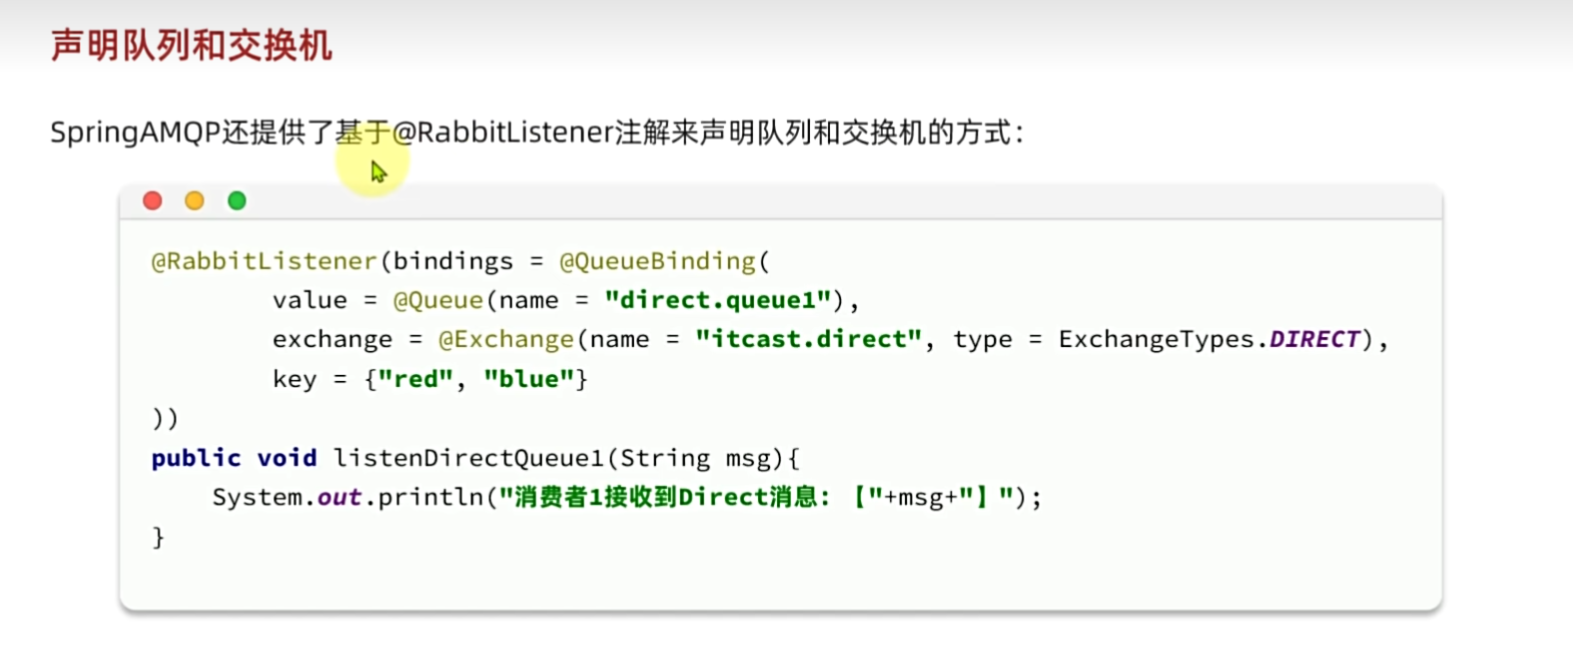 声明队列和交换机
SpringAMQP还提供了基于@RabbitListener注解来声明队列和交换机的方式：
@RabbitListener(bindings = @QueueBinding(
        value = @Queue(name = "direct.queue1"),
        exchange = @Exchange(name = "itcast.direct", type = ExchangeTypes.DIRECT),
        key = {"red", "blue"}
))
public void listenDirectQueue1(String msg){
    System.out.println("消费者1接收到Direct消息：【"+msg+"】");
}